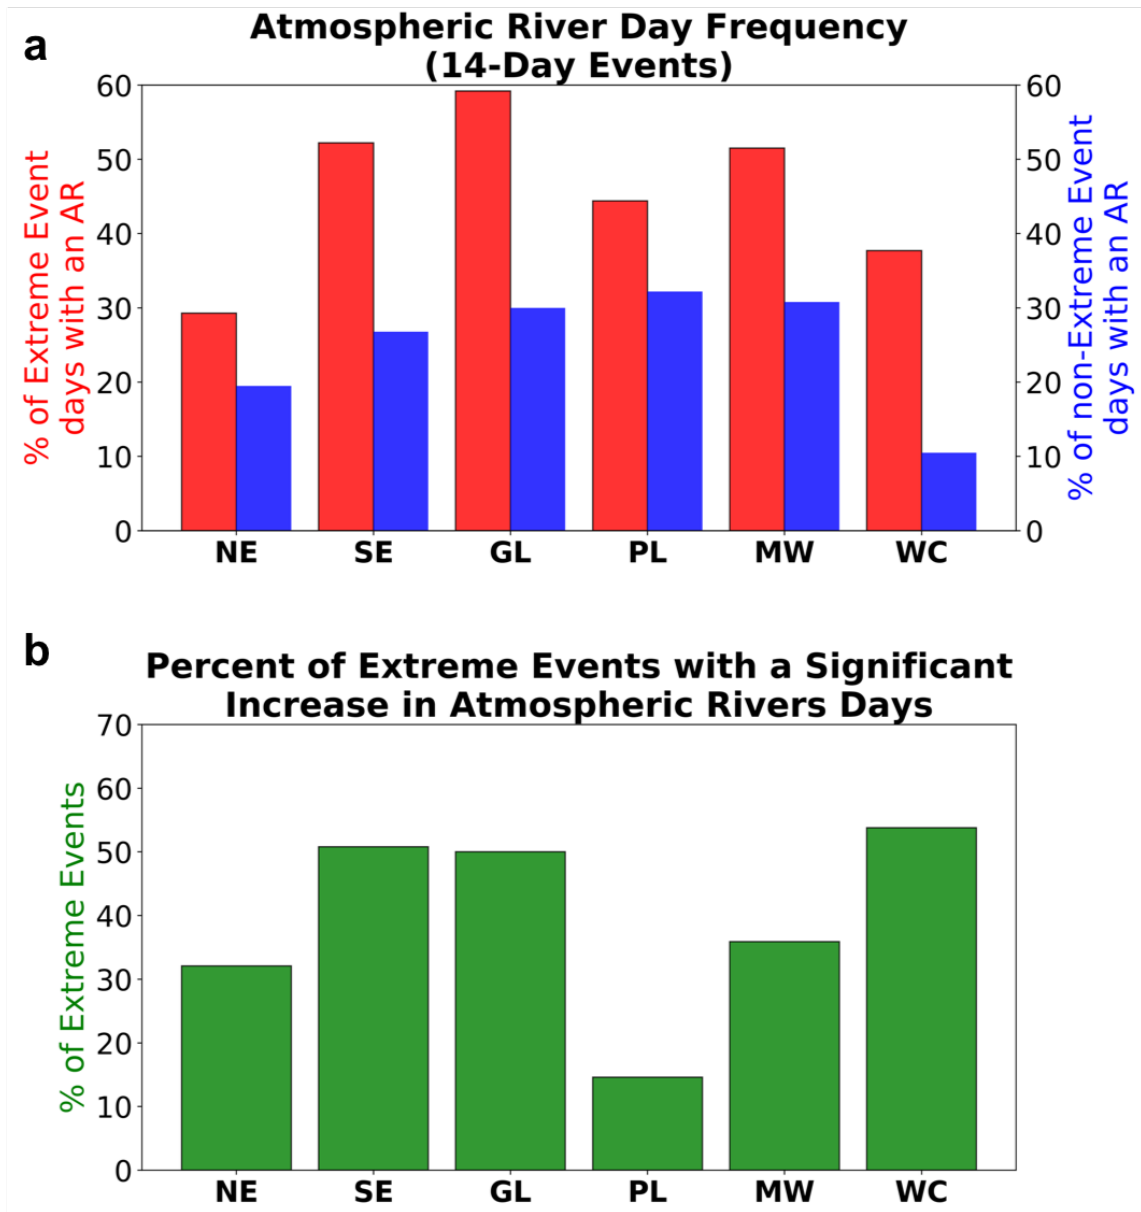 a
Atmospheric River Day Frequency
(14-Day Events)
% of Extreme Event
days with an AR
60
50
40
30
20
10
0
60
50
40
30
20
10
0
% of non-Extreme Event
days with an AR
NE SE GL PL MW WC
b
Percent of Extreme Events with a Significant
Increase in Atmospheric Rivers Days
% of Extreme Events
70
60
50
40
30
20
10
0
NE SE GL PL MW WC